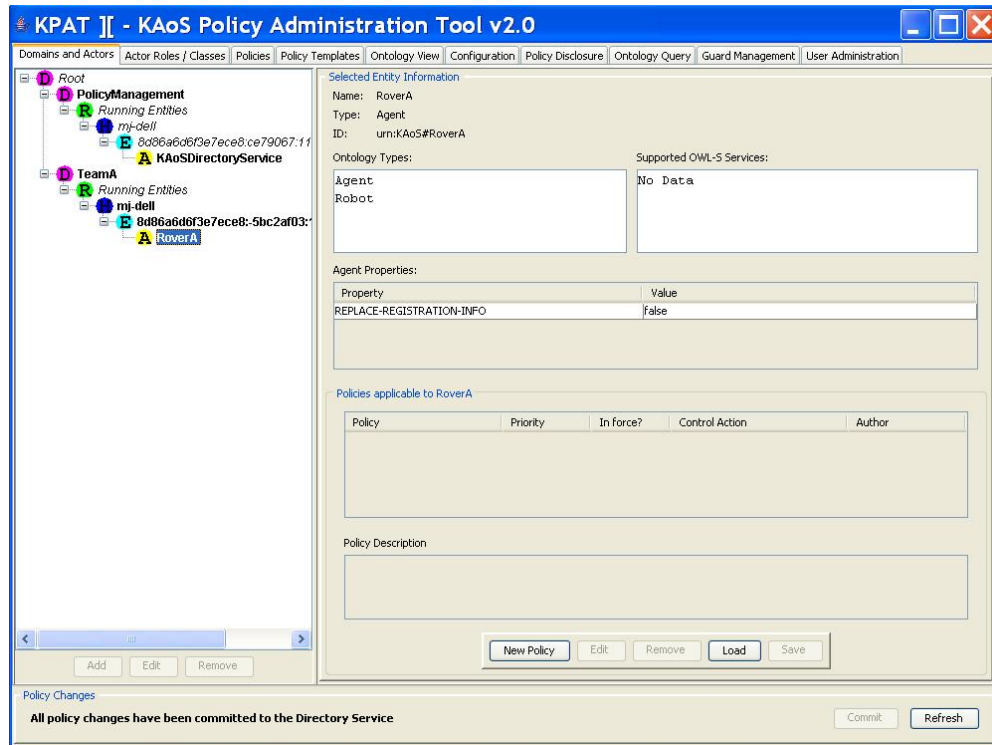 KPAT ][ - KAoS Policy Administration Tool v2.0
Domains and Actors Actor Roles / Classes Policies Policy Templates Ontology View Configuration Policy Disclosure Ontology Query Guard Management User Administration
D Root
D PolicyManagement
R Running Entities
H mj-dell
E 8d86a6d6f3e7ece8:ce79067:11
A KAoSDirectoryService
D TeamA
R Running Entities
H mj-dell
E 8d86a6d6f3e7ece8:-5bc2af03:
A RoverA
Add Edit Remove
Selected Entity Information
Name: RoverA
Type: Agent
ID: urn:KAoS#RoverA
Ontology Types: Supported OWL-S Services:
Agent No Data
Robot
Agent Properties:
Property Value
REPLACE-REGISTRATION-INFO false
Policies applicable to RoverA
Policy Priority In force? Control Action Author
Policy Description
New Policy Edit Remove Load Save
Policy Changes
All policy changes have been committed to the Directory Service
Commit Refresh